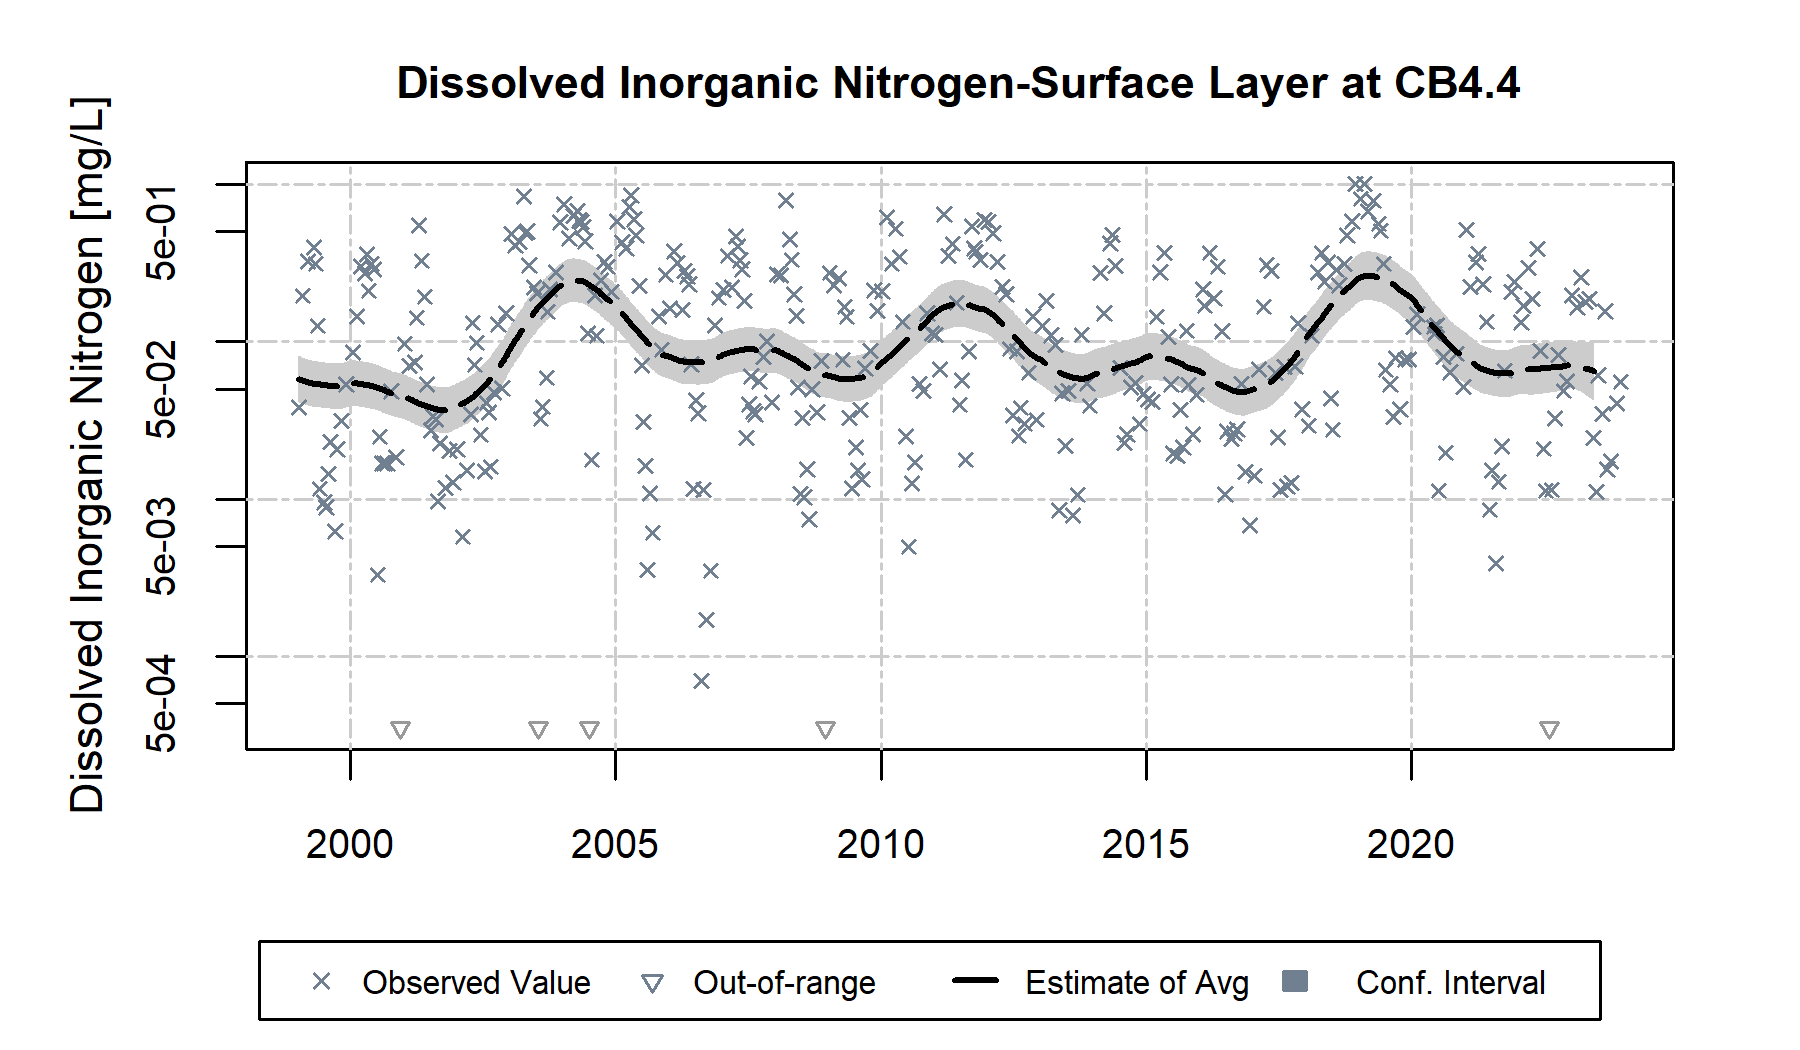 Dissolved Inorganic Nitrogen-Surface Layer at CB4.4
Dissolved Inorganic Nitrogen [mg/L]
5e-01
5e-02
5e-03
5e-04
2000 2005 2010 2015 2020
Observed Value Out-of-range Estimate of Avg Conf. Interval